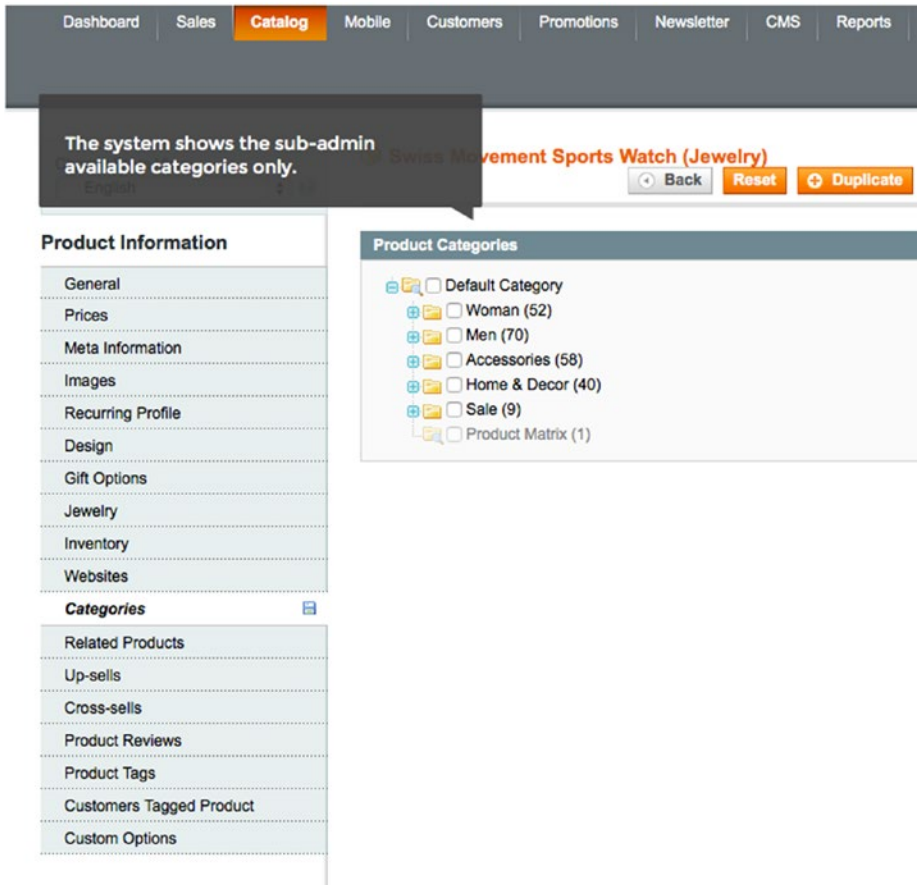 Dashboard Sales Catalog Mobile Customers Promotions Newsletter CMS Reports
The system shows the sub-admin
available categories only.
Swiss Movement Sports Watch (Jewelry)
English
Back Reset Duplicate
Product Information
General
Prices
Meta Information
Images
Recurring Profile
Design
Gift Options
Jewelry
Inventory
Websites
Categories
Related Products
Up-sells
Cross-sells
Product Reviews
Product Tags
Customers Tagged Product
Custom Options
Product Categories
Default Category
Woman (52)
Men (70)
Accessories (58)
Home & Decor (40)
Sale (9)
Product Matrix (1)